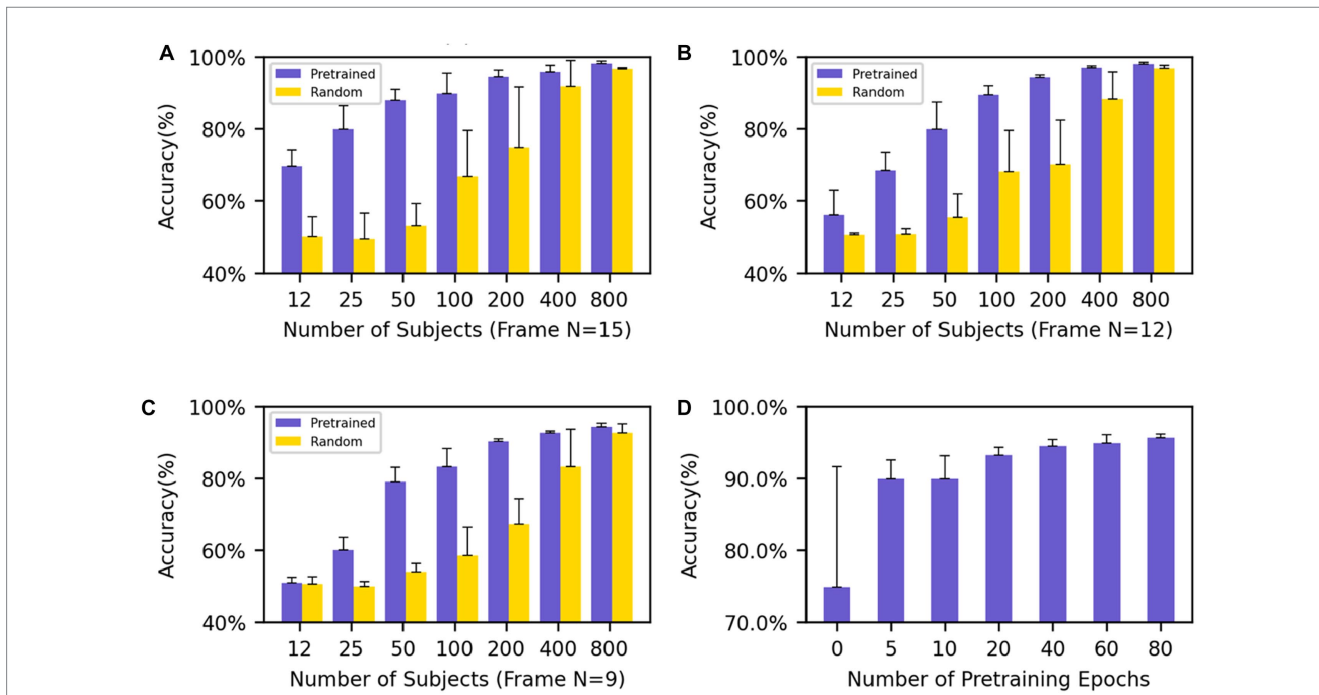 A
100%
80%
60%
40%
Accuracy(%)
Pretrained
Random
12 25 50 100 200 400 800
Number of Subjects (Frame N=15)
B
100%
80%
60%
40%
Accuracy(%)
Pretrained
Random
12 25 50 100 200 400 800
Number of Subjects (Frame N=12)
C
100%
80%
60%
40%
Accuracy(%)
Pretrained
Random
12 25 50 100 200 400 800
Number of Subjects (Frame N=9)
D
100.0%
90.0%
80.0%
70.0%
Accuracy(%)
0 5 10 20 40 60 80
Number of Pretraining Epochs